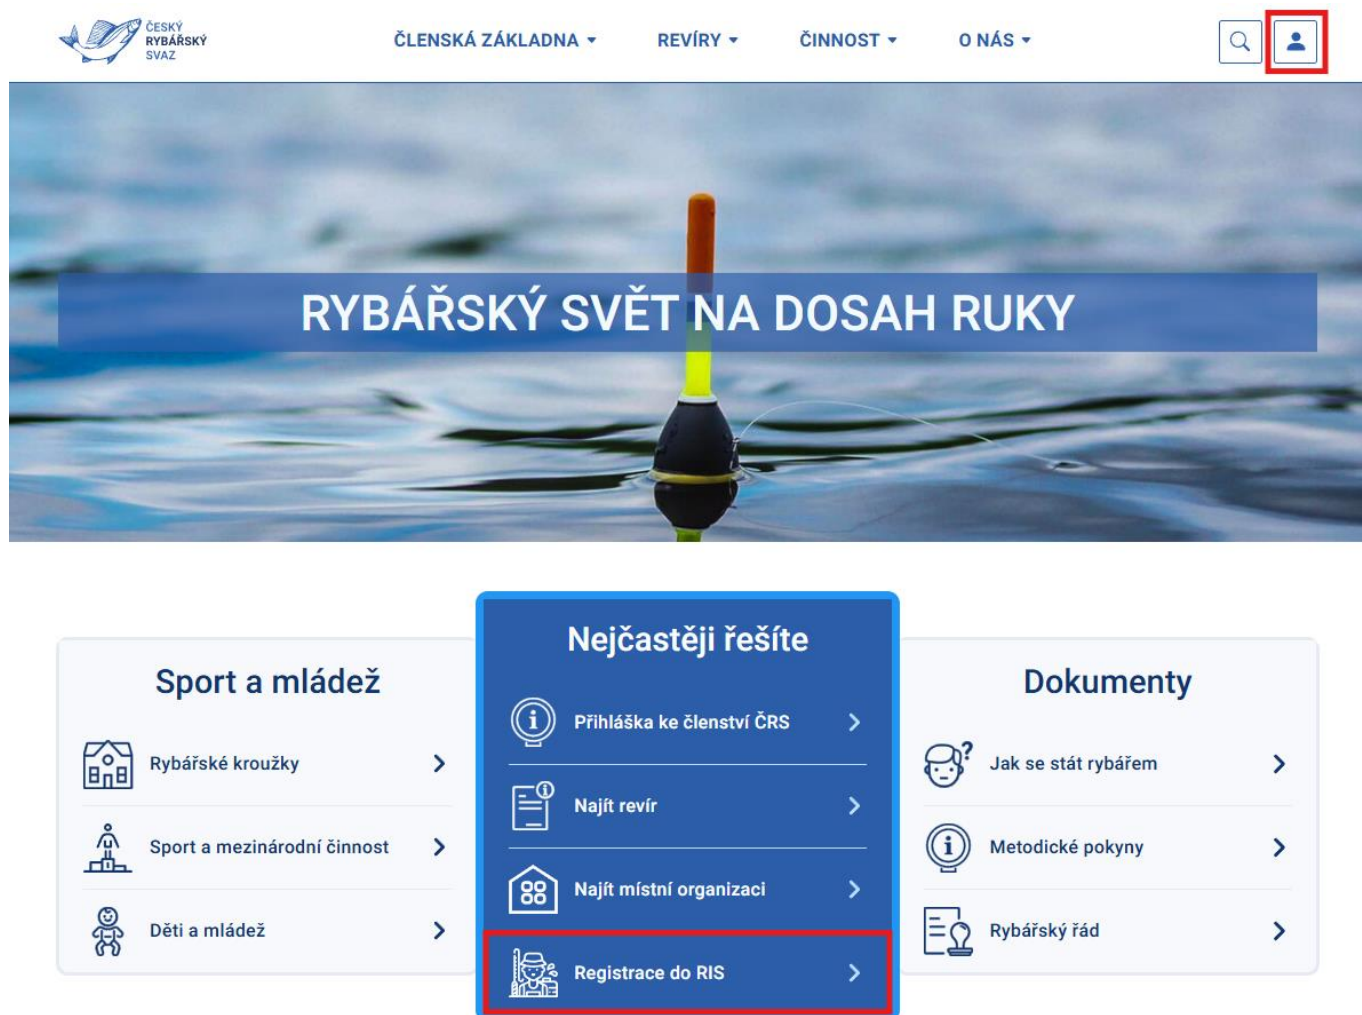 ČESKÝ
RYBÁŘSKÝ
SVAZ
ČLENSKÁ ZÁKLADNA
REVÍRY
ČINNOST
O NÁS
RYBÁŘSKÝ SVĚT NA DOSAH RUKY
Sport a mládež
Rybářské kroužky
Sport a mezinárodní činnost
Děti a mládež
Nejčastěji řešíte
Přihláška ke členství ČRS
Najít revír
Najít místní organizaci
Registrace do RIS
Dokumenty
Jak se stát rybářem
Metodické pokyny
Rybářský řád